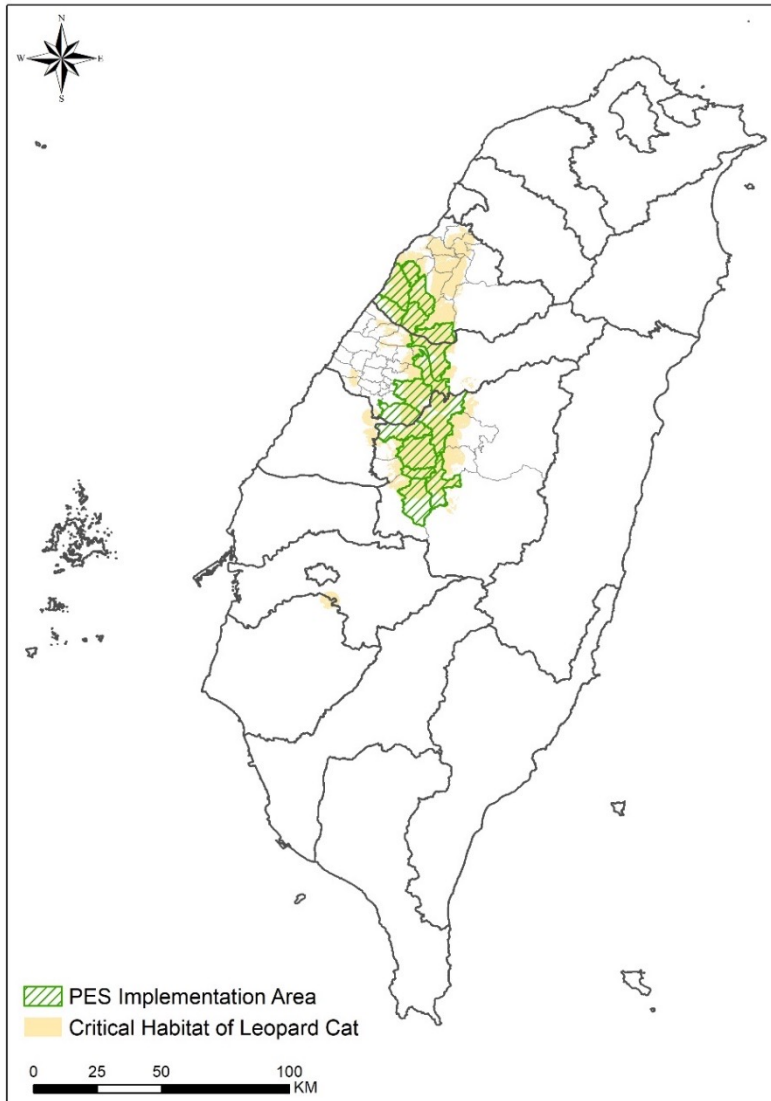 N
W E
S
PES Implementation Area
Critical Habitat of Leopard Cat
0 25 50 100
KM